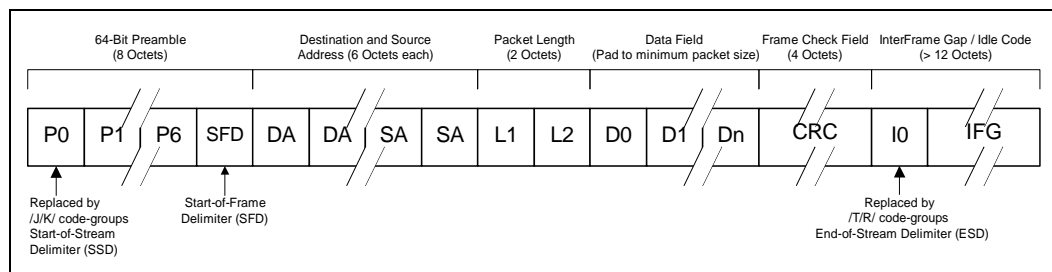 64-Bit Preamble
(8 Octets)
Destination and Source
Address (6 Octets each)
Packet Length
(2 Octets)
Data Field
(Pad to minimum packet size)
Frame Check Field
(4 Octets)
InterFrame Gap / Idle Code
(> 12 Octets)
P0 P1 P6 SFD DA DA SA SA L1 L2 D0 D1 Dn CRC I0 IFG
Replaced by
/J/K/ code-groups
Start-of-Stream
Delimiter (SSD)
Start-of-Frame
Delimiter (SFD)
Replaced by
/T/R/ code-groups
End-of-Stream Delimiter (ESD)